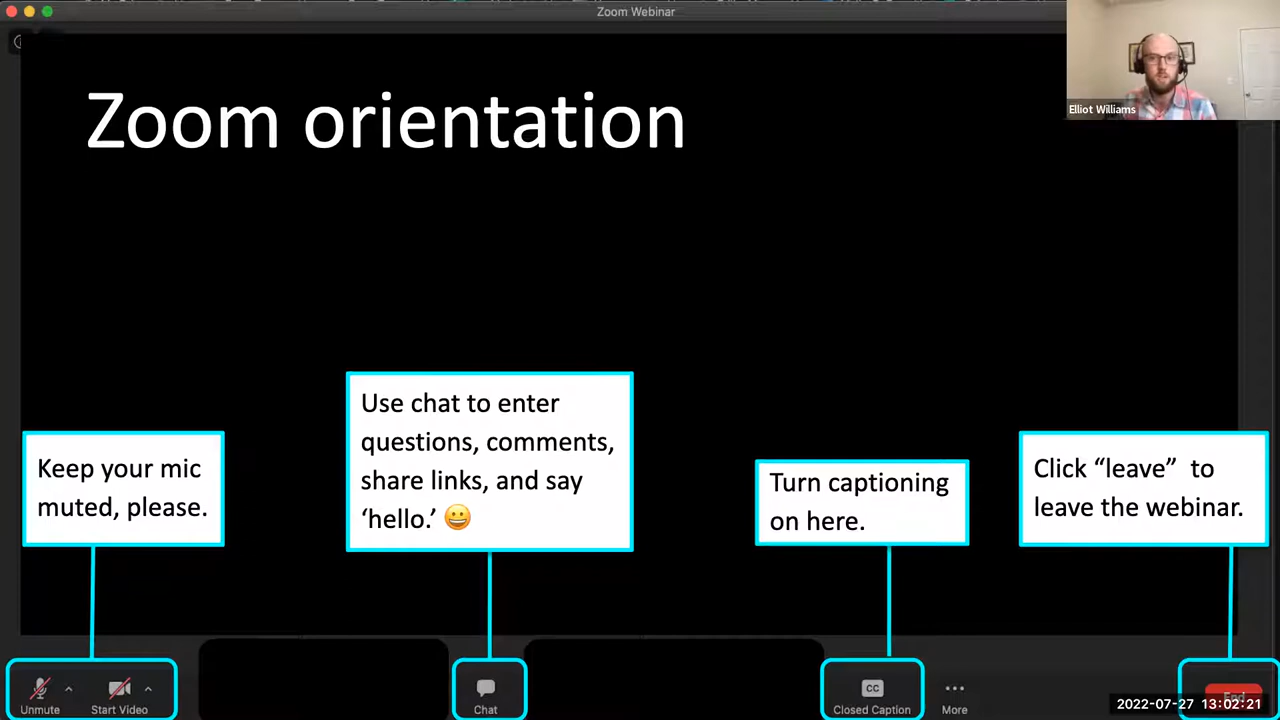 Zoom Webinar
Elliot Williams
Zoom orientation
Keep your mic
muted, please.
Use chat to enter
questions, comments,
share links, and say
‘hello.’ 😀
Turn captioning
on here.
Click “leave” to
leave the webinar.
Unmute
Start Video
Chat
CC
Closed Caption
More
End
2022-07-27 13:02:21